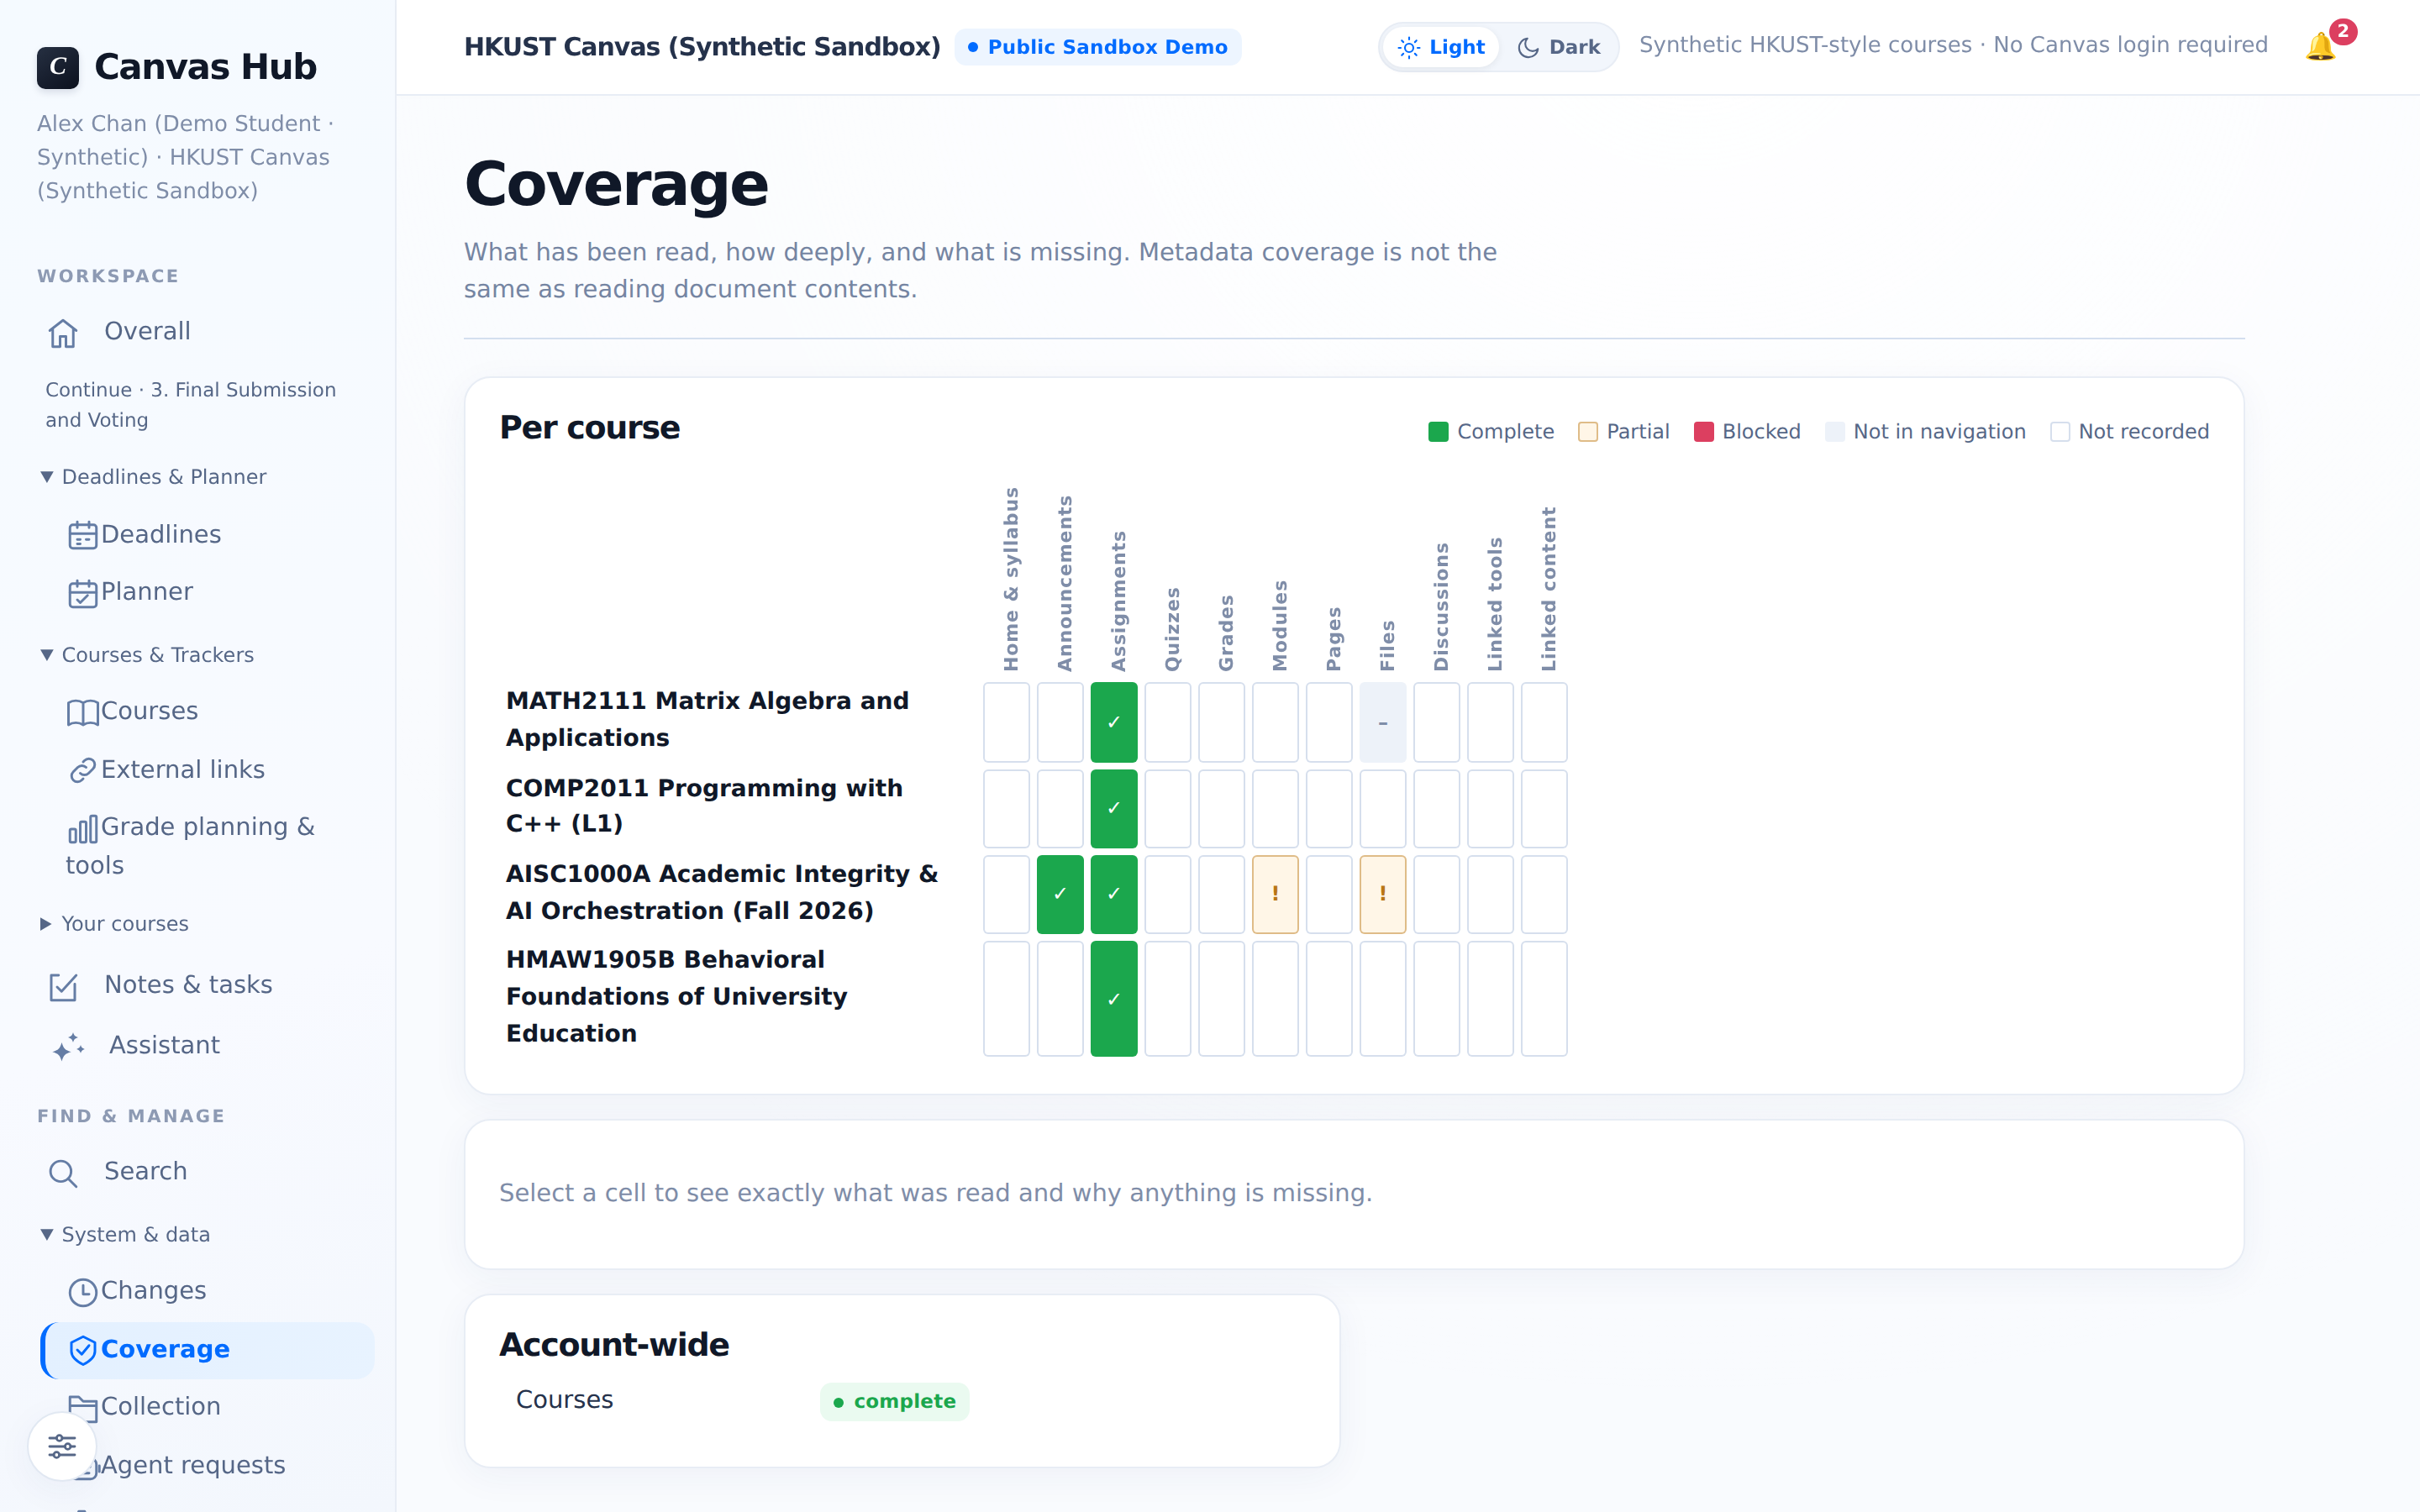 C Canvas Hub
Alex Chan (Demo Student ·
Synthetic) · HKUST Canvas
(Synthetic Sandbox)
WORKSPACE
Overall
Continue · 3. Final Submission
and Voting
▼ Deadlines & Planner
Deadlines
Planner
▼ Courses & Trackers
Courses
External links
Grade planning &
tools
▶ Your courses
Notes & tasks
Assistant
FIND & MANAGE
Search
▼ System & data
Changes
Coverage
Collection
Agent requests
HKUST Canvas (Synthetic Sandbox)
Public Sandbox Demo
Light
Dark
Synthetic HKUST-style courses · No Canvas login required
2
Coverage
What has been read, how deeply, and what is missing. Metadata coverage is not the
same as reading document contents.
Per course
Complete
Partial
Blocked
Not in navigation
Not recorded
Home & syllabus
Announcements
Assignments
Quizzes
Grades
Modules
Pages
Files
Discussions
Linked tools
Linked content
MATH2111 Matrix Algebra and
Applications
✓ –
COMP2011 Programming with
C++ (L1)
✓
AISC1000A Academic Integrity &
AI Orchestration (Fall 2026)
✓ ✓ ! !
HMAW1905B Behavioral
Foundations of University
Education
✓
Select a cell to see exactly what was read and why anything is missing.
Account-wide
Courses
complete